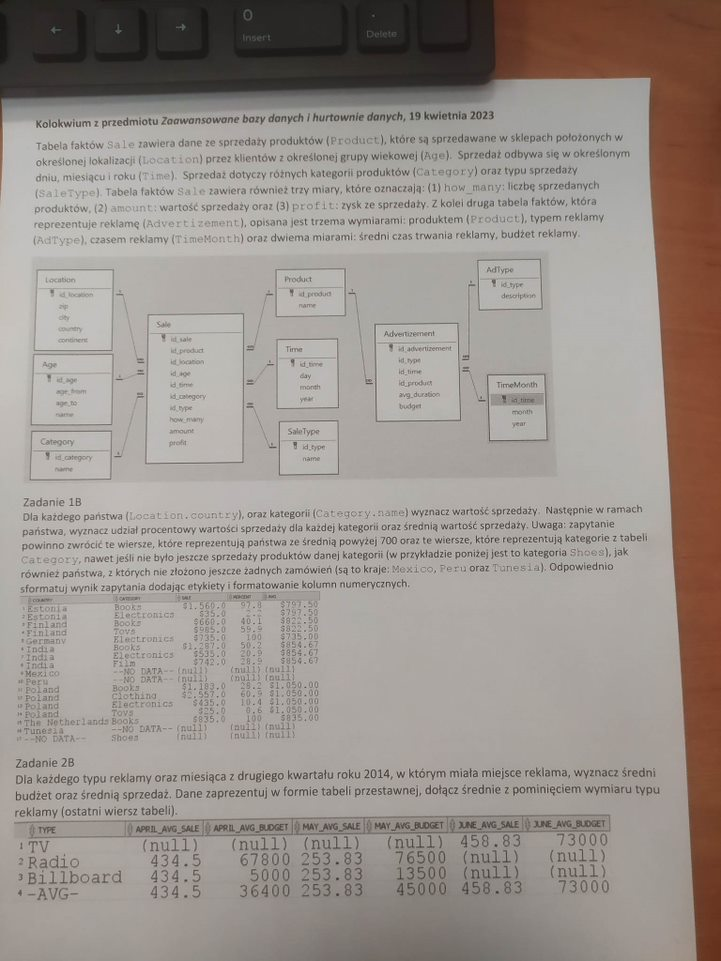 0
Insert
Delete
Kolokwium z przedmiotu Zaawansowane bazy danych i hurtownie danych, 19 kwietnia 2023
Tabela faktów Sale zawiera dane ze sprzedaży produktów (Product), które są sprzedawane w sklepach położonych w
określonej lokalizacji (Location) przez klientów z określonej grupy wiekowej (Age). Sprzedaż odbywa się w określonym
dniu, miesiącu i roku (Time). Sprzedaż dotyczy różnych kategorii produktów (Category) oraz typu sprzedaży
(SaleType). Tabela faktów Sale zawiera również trzy miary, które oznaczają: (1) how_many: liczbę sprzedanych
produktów, (2) amount: wartość sprzedaży oraz (3) profit: zysk ze sprzedaży. Z kolei druga tabela faktów, która
reprezentuje reklamę (Advertizement), opisana jest trzema wymiarami: produktem (Product), typem reklamy
(AdType), czasem reklamy (TimeMonth) oraz dwiema miarami: średni czas trwania reklamy, budżet reklamy.
Location
id_location
zip
city
country
continent
Age
id_age
age_from
age_to
name
Category
id_category
name
Sale
id_sale
id_product
id_location
id_age
id_time
id_category
id_type
how_many
amount
profit
Product
id_product
name
Time
id_time
day
month
year
SaleType
id_type
name
Advertizement
id_advertizement
id_type
id_time
id_product
avg_duration
budget
AdType
id_type
description
TimeMonth
id_time
month
year
Zadanie 1B
Dla każdego państwa (Location.country), oraz kategorii (Category.name) wyznacz wartość sprzedaży. Następnie w ramach
państwa, wyznacz udział procentowy wartości sprzedaży dla każdej kategorii oraz średnią wartość sprzedaży. Uwaga: zapytanie
powinno zwrócić te wiersze, które reprezentują państwa ze średnią powyżej 700 oraz te wiersze, które reprezentują kategorie z tabeli
Category, nawet jeśli nie było jeszcze sprzedaży produktów danej kategorii (w przykładzie poniżej jest to kategoria Shoes), jak
również państwa, z których nie złożono jeszcze żadnych zamówień (są to kraje: Mexico, Peru oraz Tunesia). Odpowiednio
sformatuj wynik zapytania dodając etykiety i formatowanie kolumn numerycznych.
COUNTRY CATEGORY SALE PERCENT AVG
1 Estonia Books $1,560.0 97.8 $797.50
2 Estonia Electronics $35.0 2.2 $797.50
3 Finland Books $660.0 40.1 $822.50
4 Finland Toys $985.0 59.9 $822.50
5 Germany Electronics $735.0 100 $735.00
6 India Books $1,287.0 50.2 $854.67
7 India Electronics $535.0 20.9 $854.67
8 India Film $742.0 28.9 $854.67
9 Mexico --NO DATA-- (null) (null) (null)
10 Peru --NO DATA-- (null) (null) (null)
11 Poland Books $1,183.0 28.2 $1,050.00
12 Poland Clothing $2,557.0 60.9 $1,050.00
13 Poland Electronics $435.0 10.4 $1,050.00
14 Poland Toys $25.0 0.6 $1,050.00
15 The Netherlands Books $835.0 100 $835.00
16 Tunesia --NO DATA-- (null) (null) (null)
17 --NO DATA-- Shoes (null) (null) (null)
Zadanie 2B
Dla każdego typu reklamy oraz miesiąca z drugiego kwartału roku 2014, w którym miała miejsce reklama, wyznacz średni
budżet oraz średnią sprzedaż. Dane zaprezentuj w formie tabeli przestawnej, dołącz średnie z pominięciem wymiaru typu
reklamy (ostatni wiersz tabeli).
TYPE APRIL_AVG_SALE APRIL_AVG_BUDGET MAY_AVG_SALE MAY_AVG_BUDGET JUNE_AVG_SALE JUNE_AVG_BUDGET
1 TV (null) (null) (null) (null) 458.83 73000
2 Radio 434.5 67800 253.83 76500 (null) (null)
3 Billboard 434.5 5000 253.83 13500 (null) (null)
4 -AVG- 434.5 36400 253.83 45000 458.83 73000